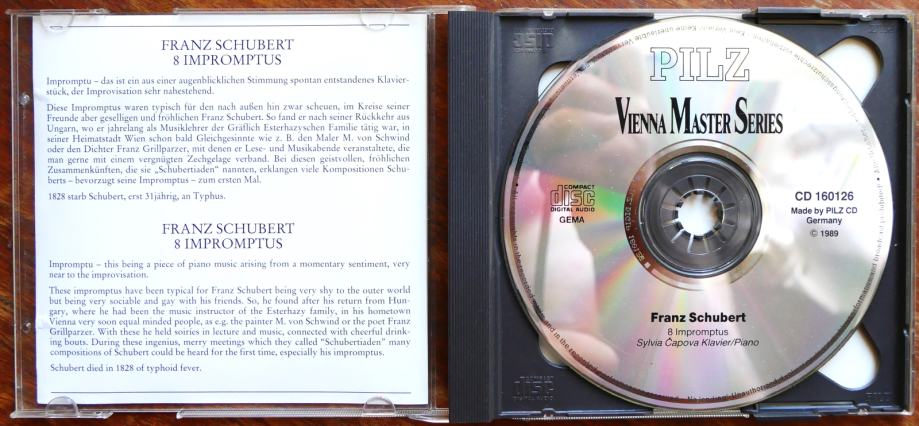 FRANZ SCHUBERT
8 IMPROMPTUS
Impromptu – das ist ein aus einer augenblicklichen Stimmung spontan entstandenes Klavier-
stück, der Improvisation sehr nahestehend.
Diese Impromptus waren typisch für den nach außen hin zwar scheuen, im Kreise seiner
Freunde aber geselligen und fröhlichen Franz Schubert. So fand er nach seiner Rückkehr aus
Ungarn, wo er jahrelang als Musiklehrer der Gräflich Esterhazyschen Familie tätig war, in
seiner Heimatstadt Wien schon bald Gleichgesinnte wie z. B. den Maler M. von Schwind
oder den Dichter Franz Grillparzer, mit denen er Lese- und Musikabende veranstaltete, die
man gerne mit einem vergnügten Zechgelage verband. Bei diesen geistvollen, fröhlichen
Zusammenkünften, die sie „Schubertiaden" nannten, erklangen viele Kompositionen Schu-
berts – bevorzugt seine Impromptus – zum ersten Mal.
1828 starb Schubert, erst 31jährig, an Typhus.
FRANZ SCHUBERT
8 IMPROMPTUS
Impromptu – this being a piece of piano music arising from a momentary sentiment, very
near to the improvisation.
These impromptus have been typical for Franz Schubert being very shy to the outer world
but being very sociable and gay with his friends. So, he found after his return from Hun-
gary, where he had been the music instructor of the Esterhazy family, in his hometown
Vienna very soon equal minded people, as e.g. the painter M. von Schwind or the poet Franz
Grillparzer. With these he held soiries in lecture and music, connected with cheerful drink-
ing bouts. During these ingenius, merry meetings which they called "Schubertiaden" many
compositions of Schubert could be heard for the first time, especially his impromptus.
Schubert died in 1828 of typhoid fever.
PILZ
VIENNA MASTER SERIES
COMPACT
disc
DIGITAL AUDIO
GEMA
CD 160126
Made by PILZ CD
Germany
© 1989
Franz Schubert
8 Impromptus
Sylvia Čapova Klavier/Piano
disc
DIGITAL AUDIO